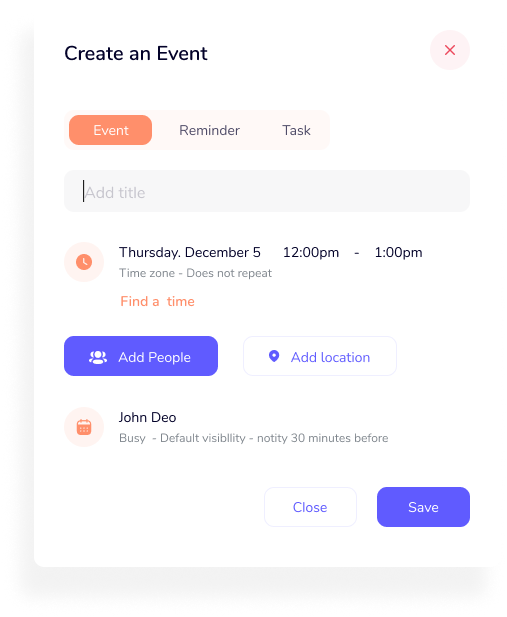 Create an Event
Event Reminder Task
Add title
Thursday. December 5 12:00pm - 1:00pm
Time zone - Does not repeat
Find a time
Add People Add location
John Deo
Busy - Default visibllity - notity 30 minutes before
Close Save